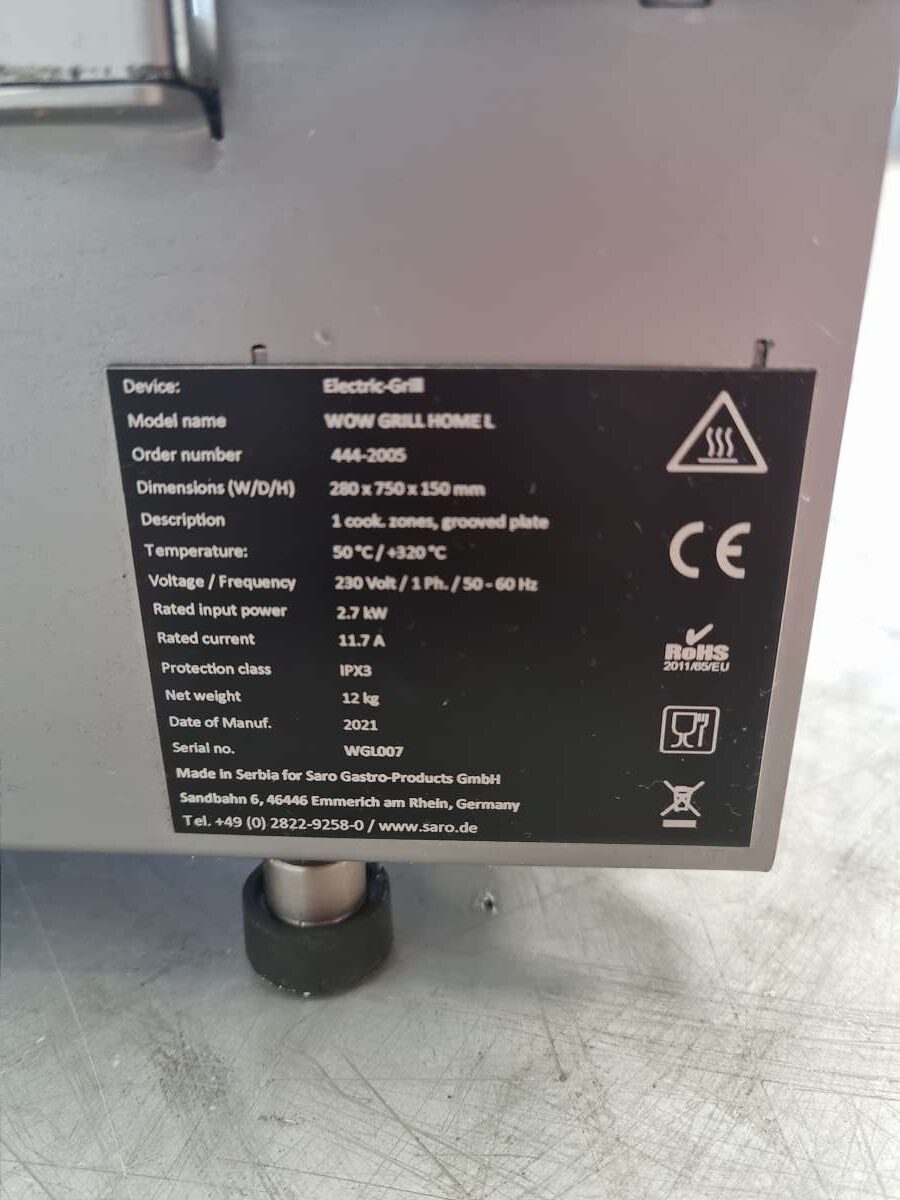 Device: Electric-Grill
Model name WOW GRILL HOME L
Order number 444-2005
Dimensions (W/D/H) 280 x 750 x 150 mm
Description 1 cook. zones, grooved plate
Temperature: 50 °C / +320 °C
Voltage / Frequency 230 Volt / 1 Ph. / 50 - 60 Hz
Rated input power 2.7 kW
Rated current 11.7 A
Protection class IPX3
Net weight 12 kg
Date of Manuf. 2021
Serial no. WGL007
Made in Serbia for Saro Gastro-Products GmbH
Sandbahn 6, 46446 Emmerich am Rhein, Germany
Tel. +49 (0) 2822-9258-0 / www.saro.de
CE
RoHS
2011/65/EU